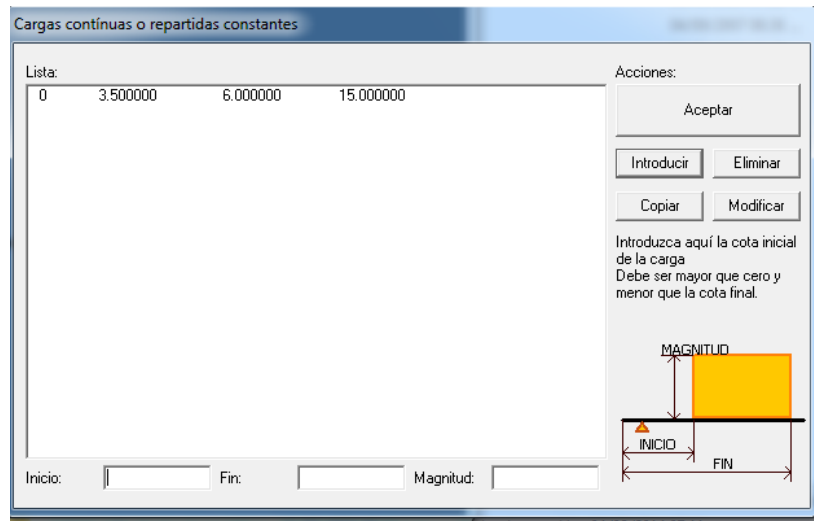 Cargas contínuas o repartidas constantes
Lista:
0 3.500000 6.000000 15.000000
Acciones:
Aceptar
Introducir Eliminar
Copiar Modificar
Introduzca aquí la cota inicial
de la carga
Debe ser mayor que cero y
menor que la cota final.
MAGNITUD
INICIO
FIN
Inicio: Fin: Magnitud: